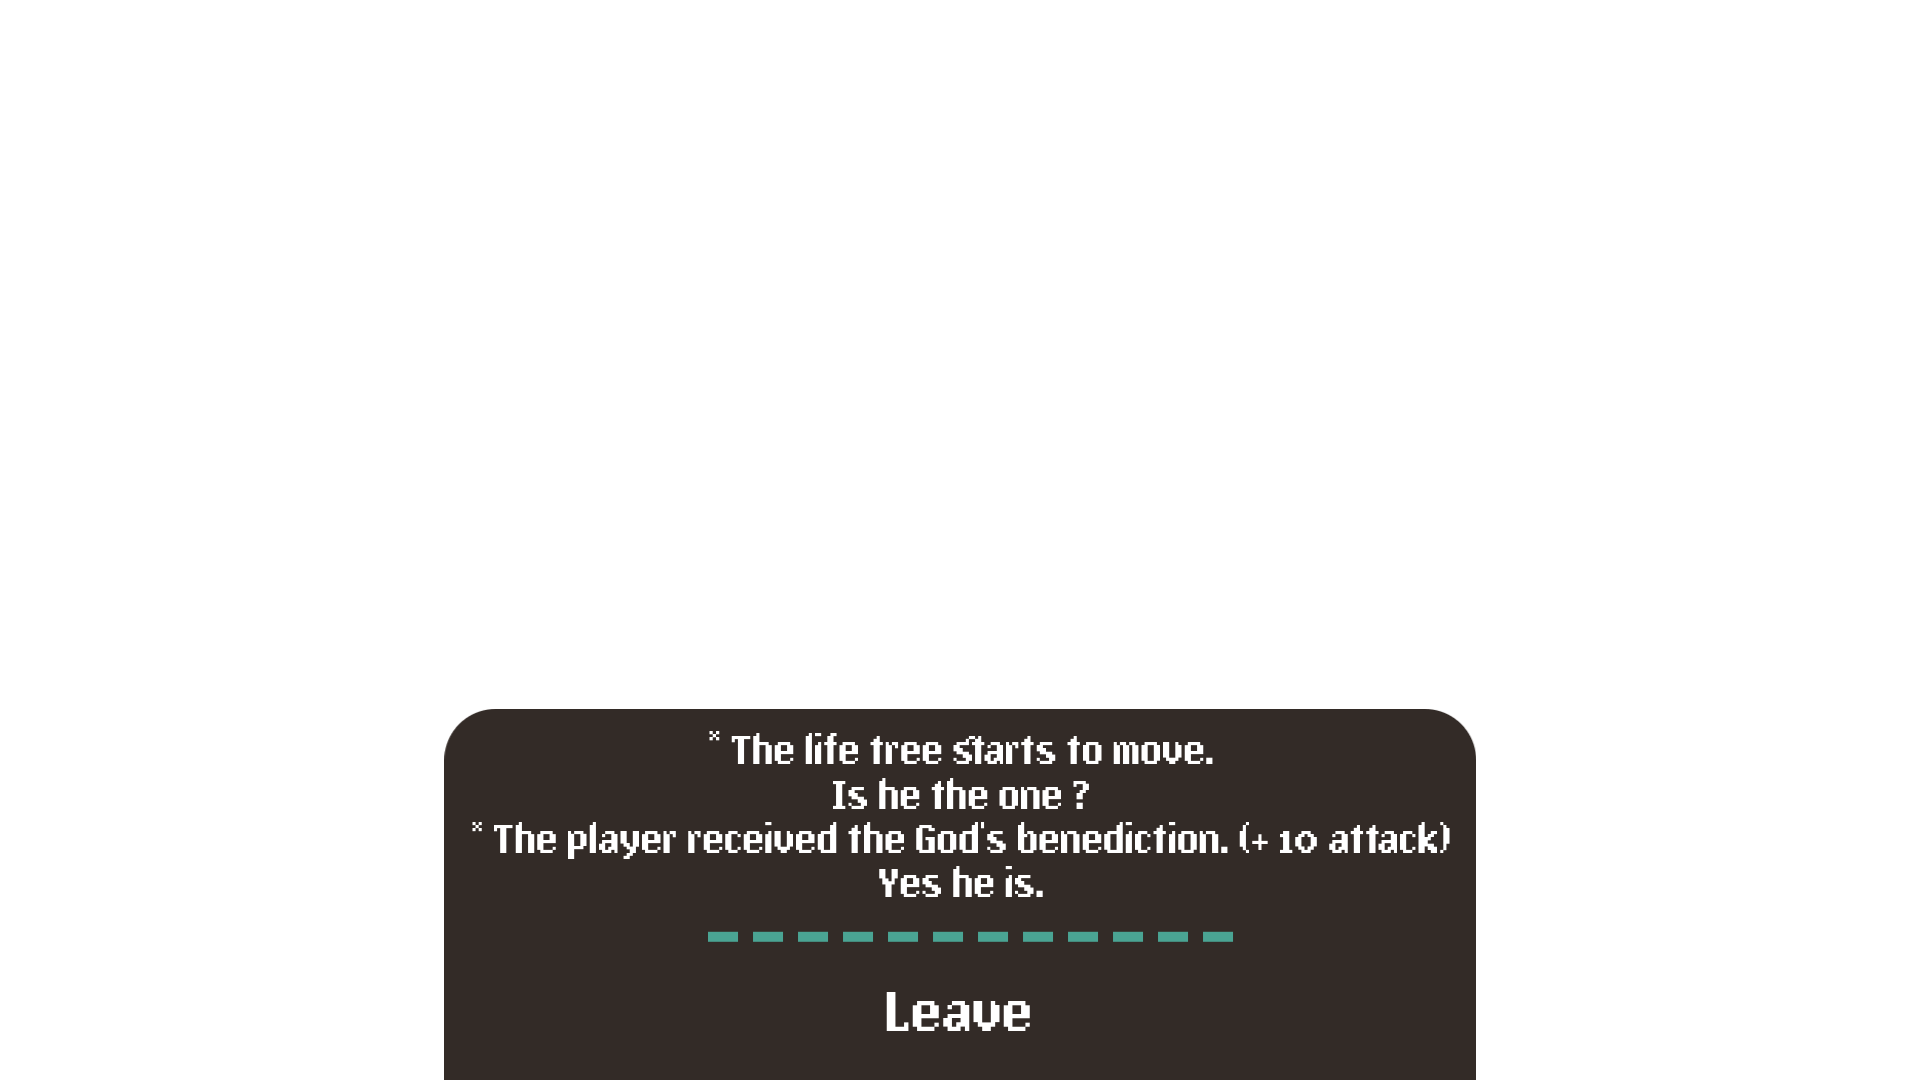 * The life tree starts to move.
Is he the one ?
* The player received the God's benediction. (+ 10 attack)
Yes he is.
Leave